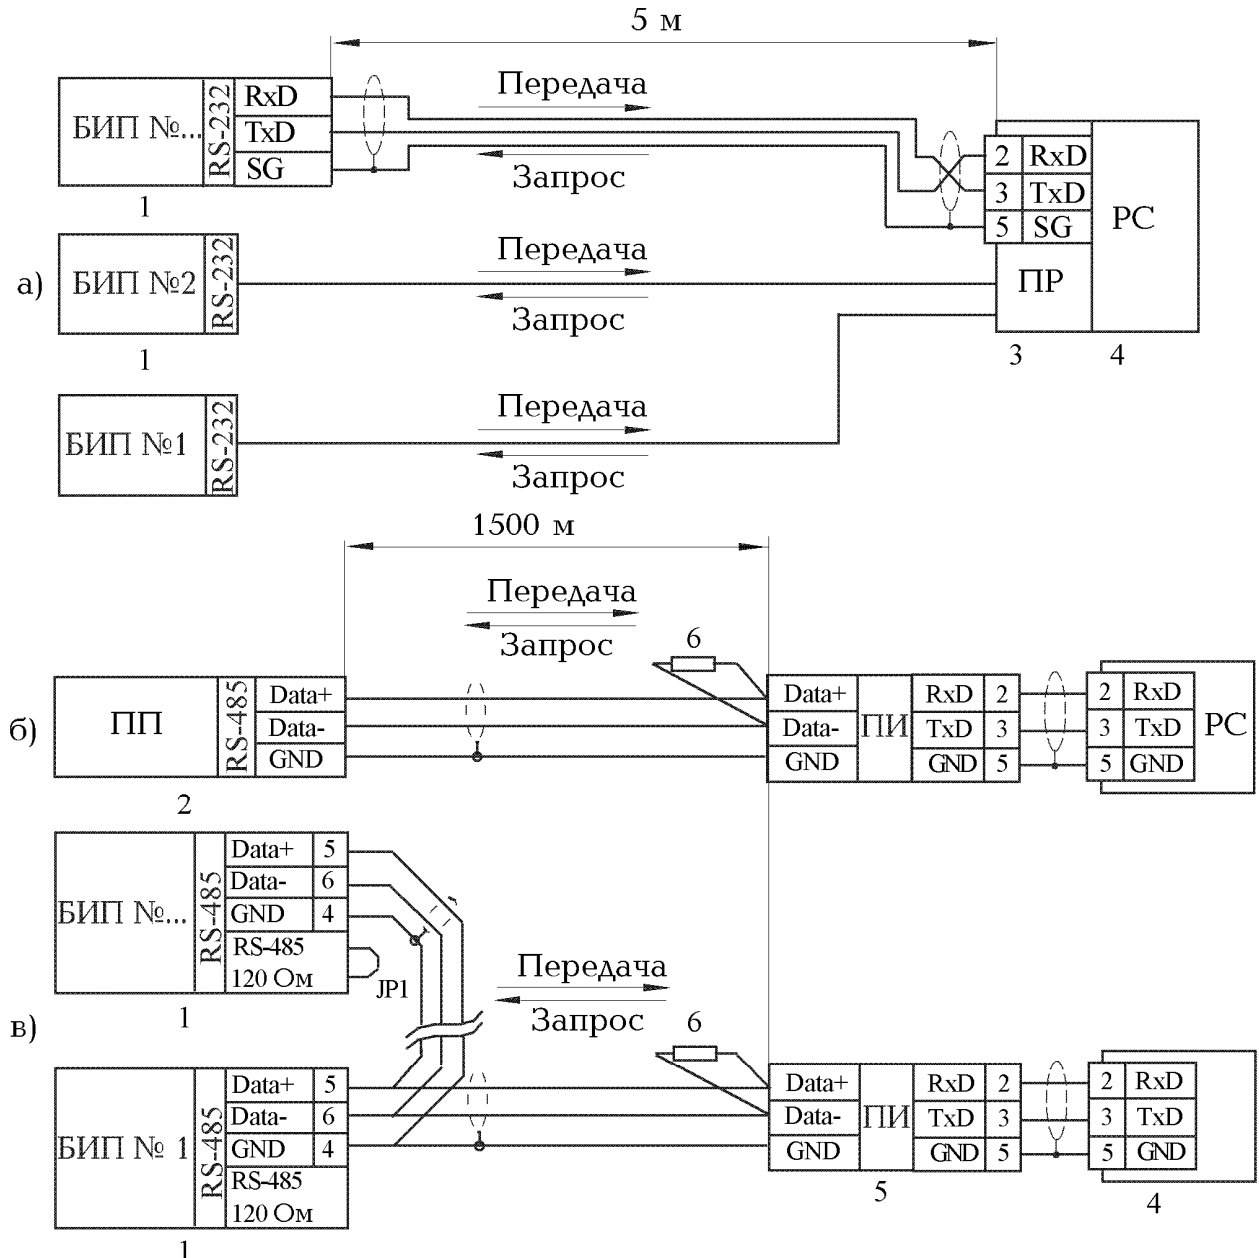 5 м
БИП №...
RS-232
RxD
TxD
SG
1
Передача
Запрос
2 RxD
3 TxD
5 SG
PC
ПР
3
4
а)
БИП №2
RS-232
1
Передача
Запрос
БИП №1
RS-232
Передача
Запрос
1500 м
Передача
Запрос
6
б)
ПП
RS-485
Data+
Data-
GND
2
Data+
Data-
GND
ПИ
RxD 2
TxD 3
GND 5
2 RxD
3 TxD
5 GND
PC
БИП №...
RS-485
Data+ 5
Data- 6
GND 4
RS-485
120 Ом
JP1
1
в)
Передача
Запрос
6
БИП № 1
RS-485
Data+ 5
Data- 6
GND 4
RS-485
120 Ом
1
Data+
Data-
GND
ПИ
RxD 2
TxD 3
GND 5
5
2 RxD
3 TxD
5 GND
4